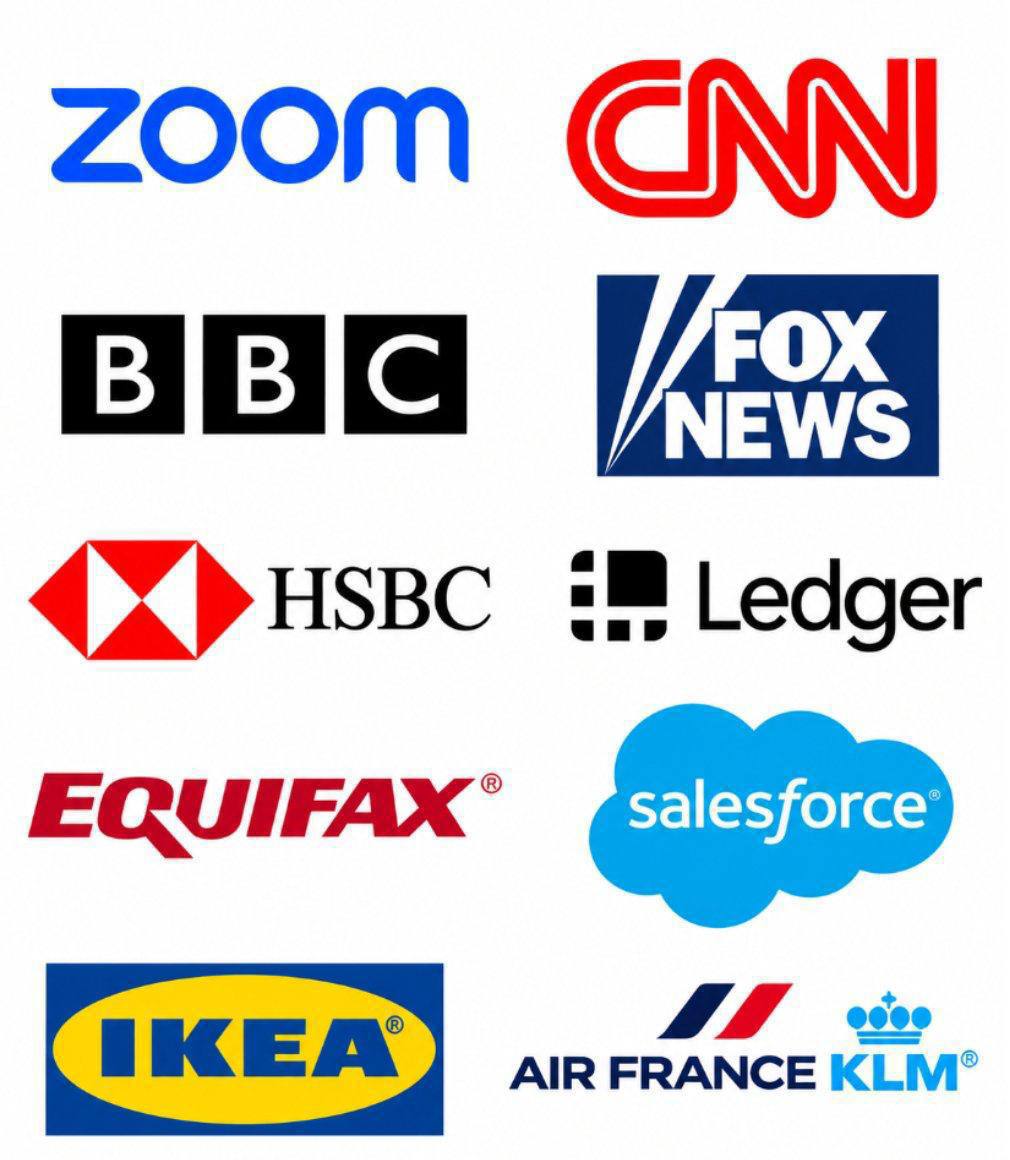 zoom
CNN
BBC
FOX
NEWS
HSBC
Ledger
EQUIFAX®
salesforce®
IKEA®
AIR FRANCE KLM®